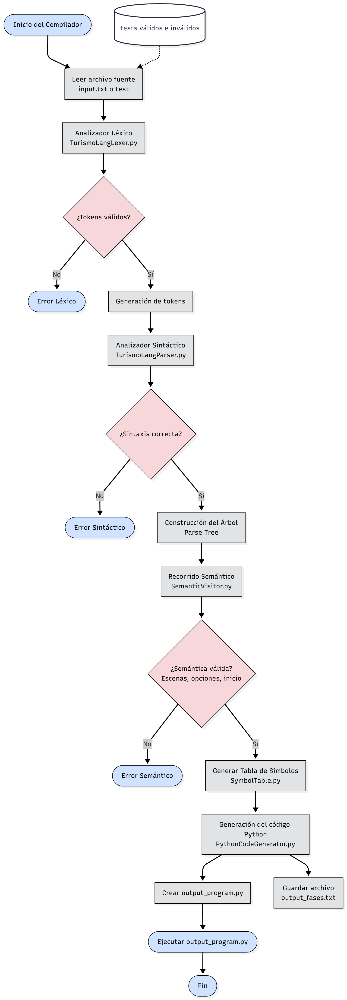 Inicio del Compilador
tests válidos e inválidos
Leer archivo fuente
input.txt o test
Analizador Léxico
TurismoLangLexer.py
¿Tokens válidos?
No
Sí
Error Léxico
Generación de tokens
Analizador Sintáctico
TurismoLangParser.py
¿Sintaxis correcta?
No
Sí
Error Sintáctico
Construcción del Árbol
Parse Tree
Recorrido Semántico
SemanticVisitor.py
¿Semántica válida?
Escenas, opciones, inicio
No
Sí
Error Semántico
Generar Tabla de Símbolos
SymbolTable.py
Generación del código
Python
PythonCodeGenerator.py
Crear output_program.py
Guardar archivo
output_fases.txt
Ejecutar output_program.py
Fin